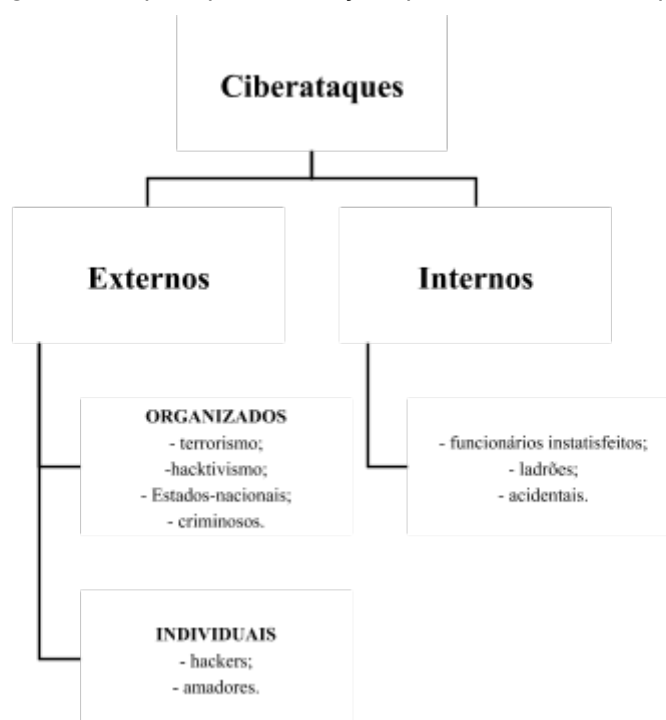 Ciberataques
Externos
Internos
ORGANIZADOS
- terrorismo;
-hacktivismo;
- Estados-nacionais;
- criminosos.
- funcionários instatisfeitos;
- ladrões;
- acidentais.
INDIVIDUAIS
- hackers;
- amadores.